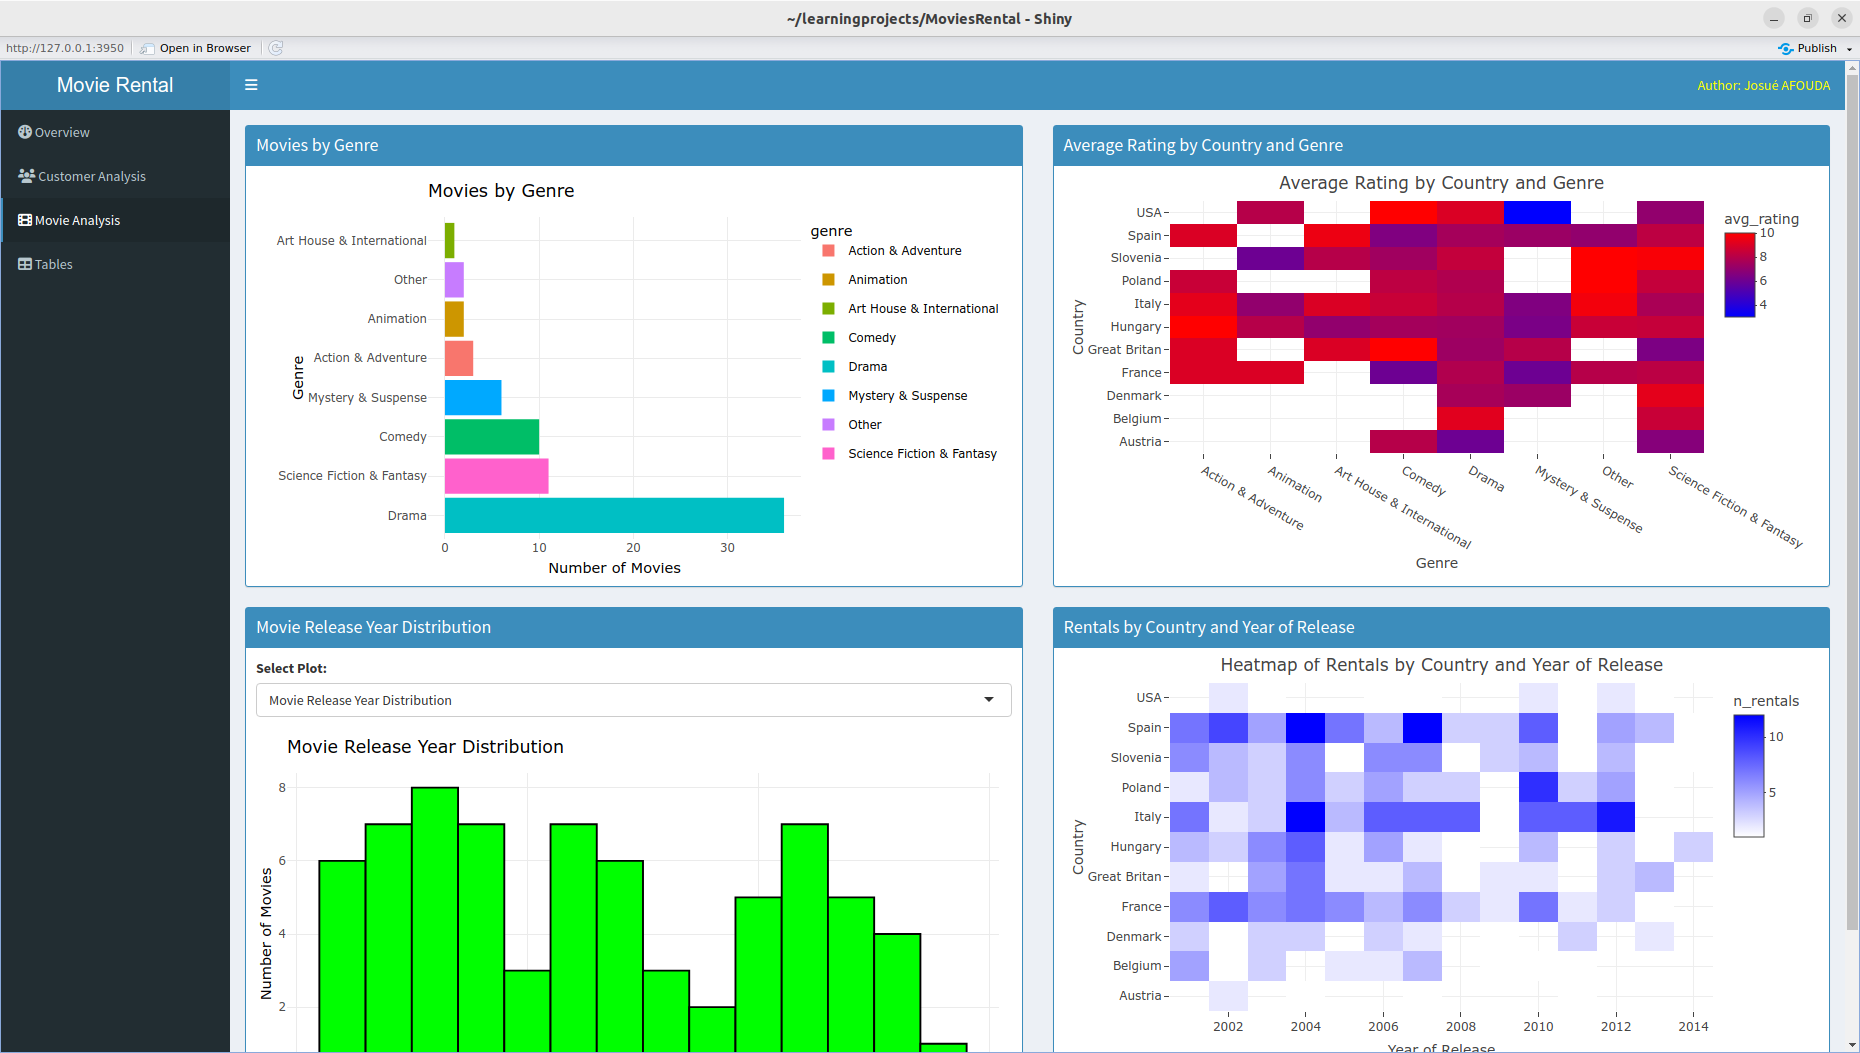 ~/learningprojects/MoviesRental - Shiny
http://127.0.0.1:3950
Open in Browser
Publish
Movie Rental
Author: Josué AFOUDA
Overview
Customer Analysis
Movie Analysis
Tables
Movies by Genre
Movies by Genre
Genre
Art House & International
Other
Animation
Action & Adventure
Mystery & Suspense
Comedy
Science Fiction & Fantasy
Drama
0 10 20 30
Number of Movies
genre
Action & Adventure
Animation
Art House & International
Comedy
Drama
Mystery & Suspense
Other
Science Fiction & Fantasy
Average Rating by Country and Genre
Average Rating by Country and Genre
Country
USA
Spain
Slovenia
Poland
Italy
Hungary
Great Britan
France
Denmark
Belgium
Austria
Action & Adventure
Animation
Art House & International
Comedy
Drama
Mystery & Suspense
Other
Science Fiction & Fantasy
Genre
avg_rating
10
8
6
4
Movie Release Year Distribution
Select Plot:
Movie Release Year Distribution
Movie Release Year Distribution
Number of Movies
8
6
4
2
Rentals by Country and Year of Release
Heatmap of Rentals by Country and Year of Release
Country
USA
Spain
Slovenia
Poland
Italy
Hungary
Great Britan
France
Denmark
Belgium
Austria
2002 2004 2006 2008 2010 2012 2014
Year of Release
n_rentals
10
5